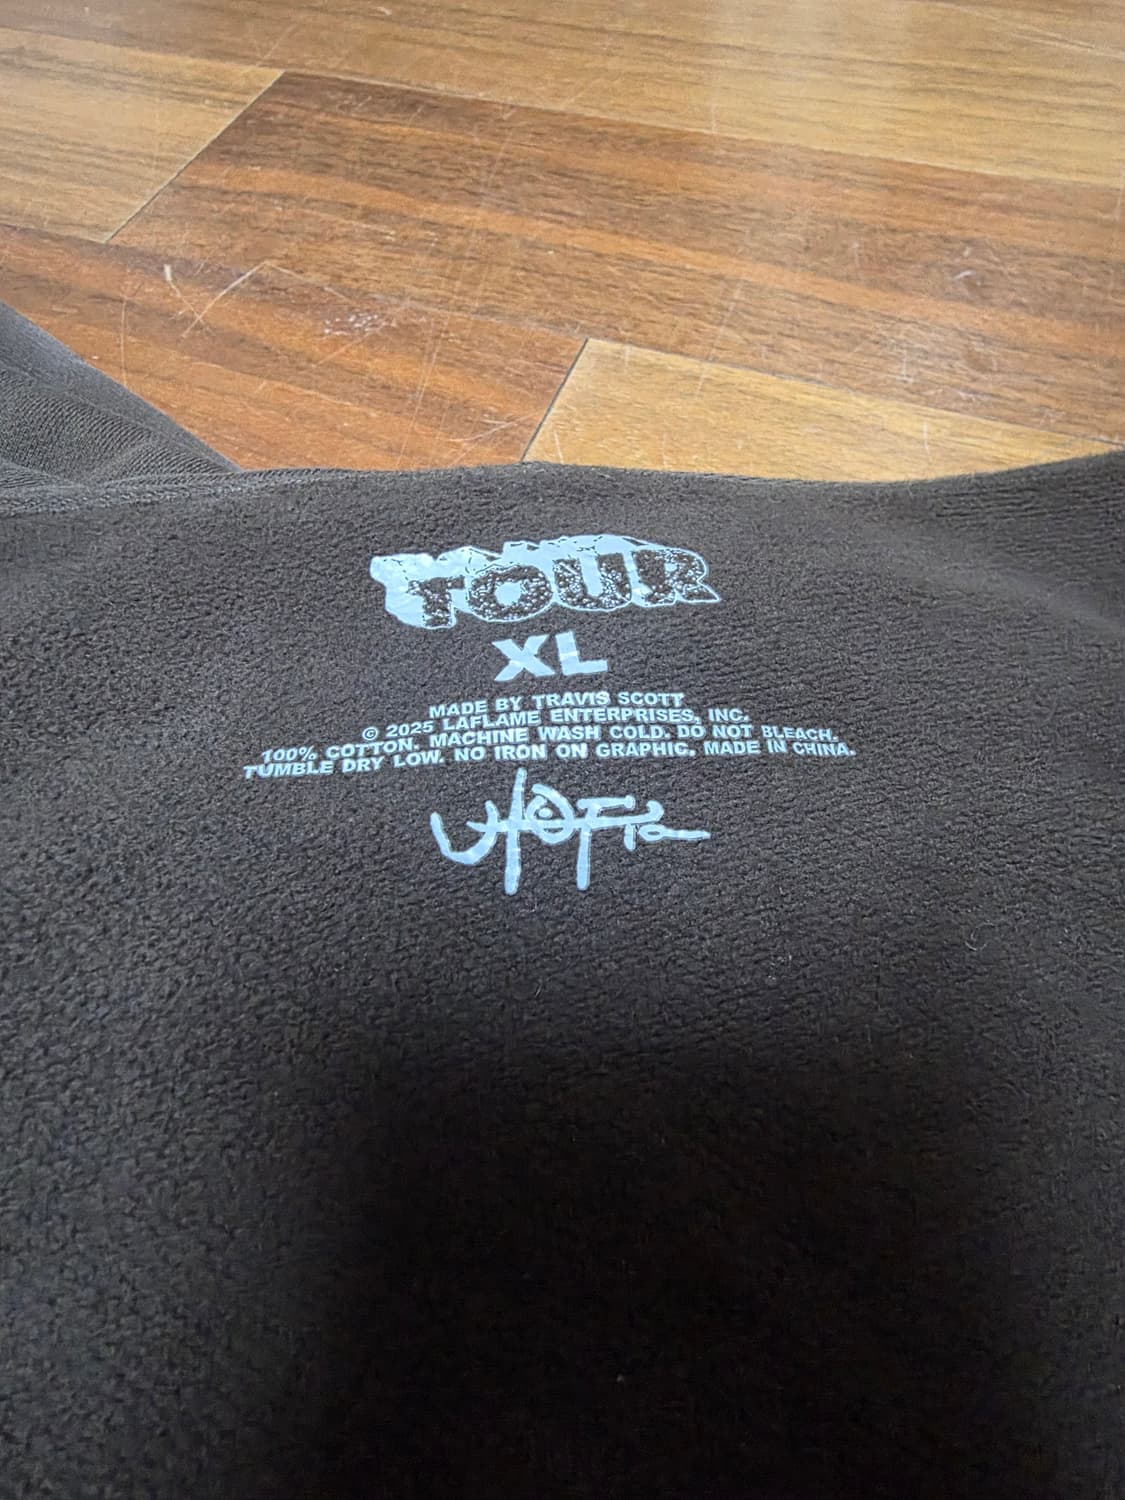 TOUR
XL
MADE BY TRAVIS SCOTT
© 2025 LAFLAME ENTERPRISES, INC.
100% COTTON. MACHINE WASH COLD. DO NOT BLEACH.
TUMBLE DRY LOW. NO IRON ON GRAPHIC. MADE IN CHINA.
UTOPIA